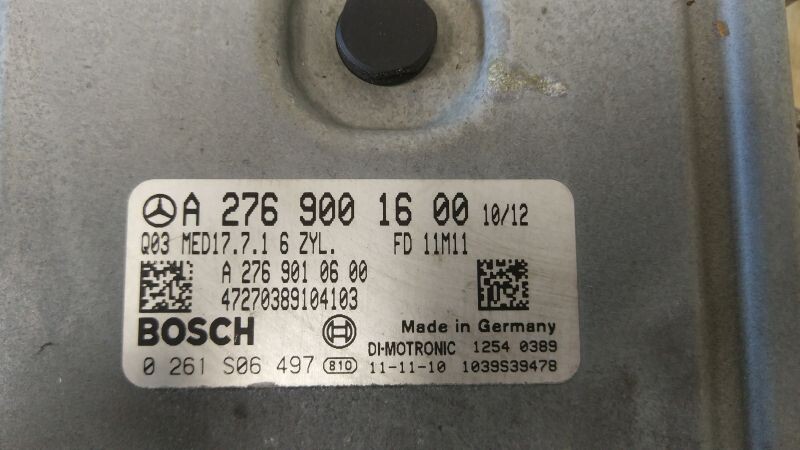 A 276 900 16 00 10/12
Q03 MED17.7.1 6 ZYL. FD 11M11
A 276 901 06 00
47270389104103
BOSCH
Made in Germany
DI-MOTRONIC 1254 0389
0 261 S06 497 810 11-11-10 1039S39478